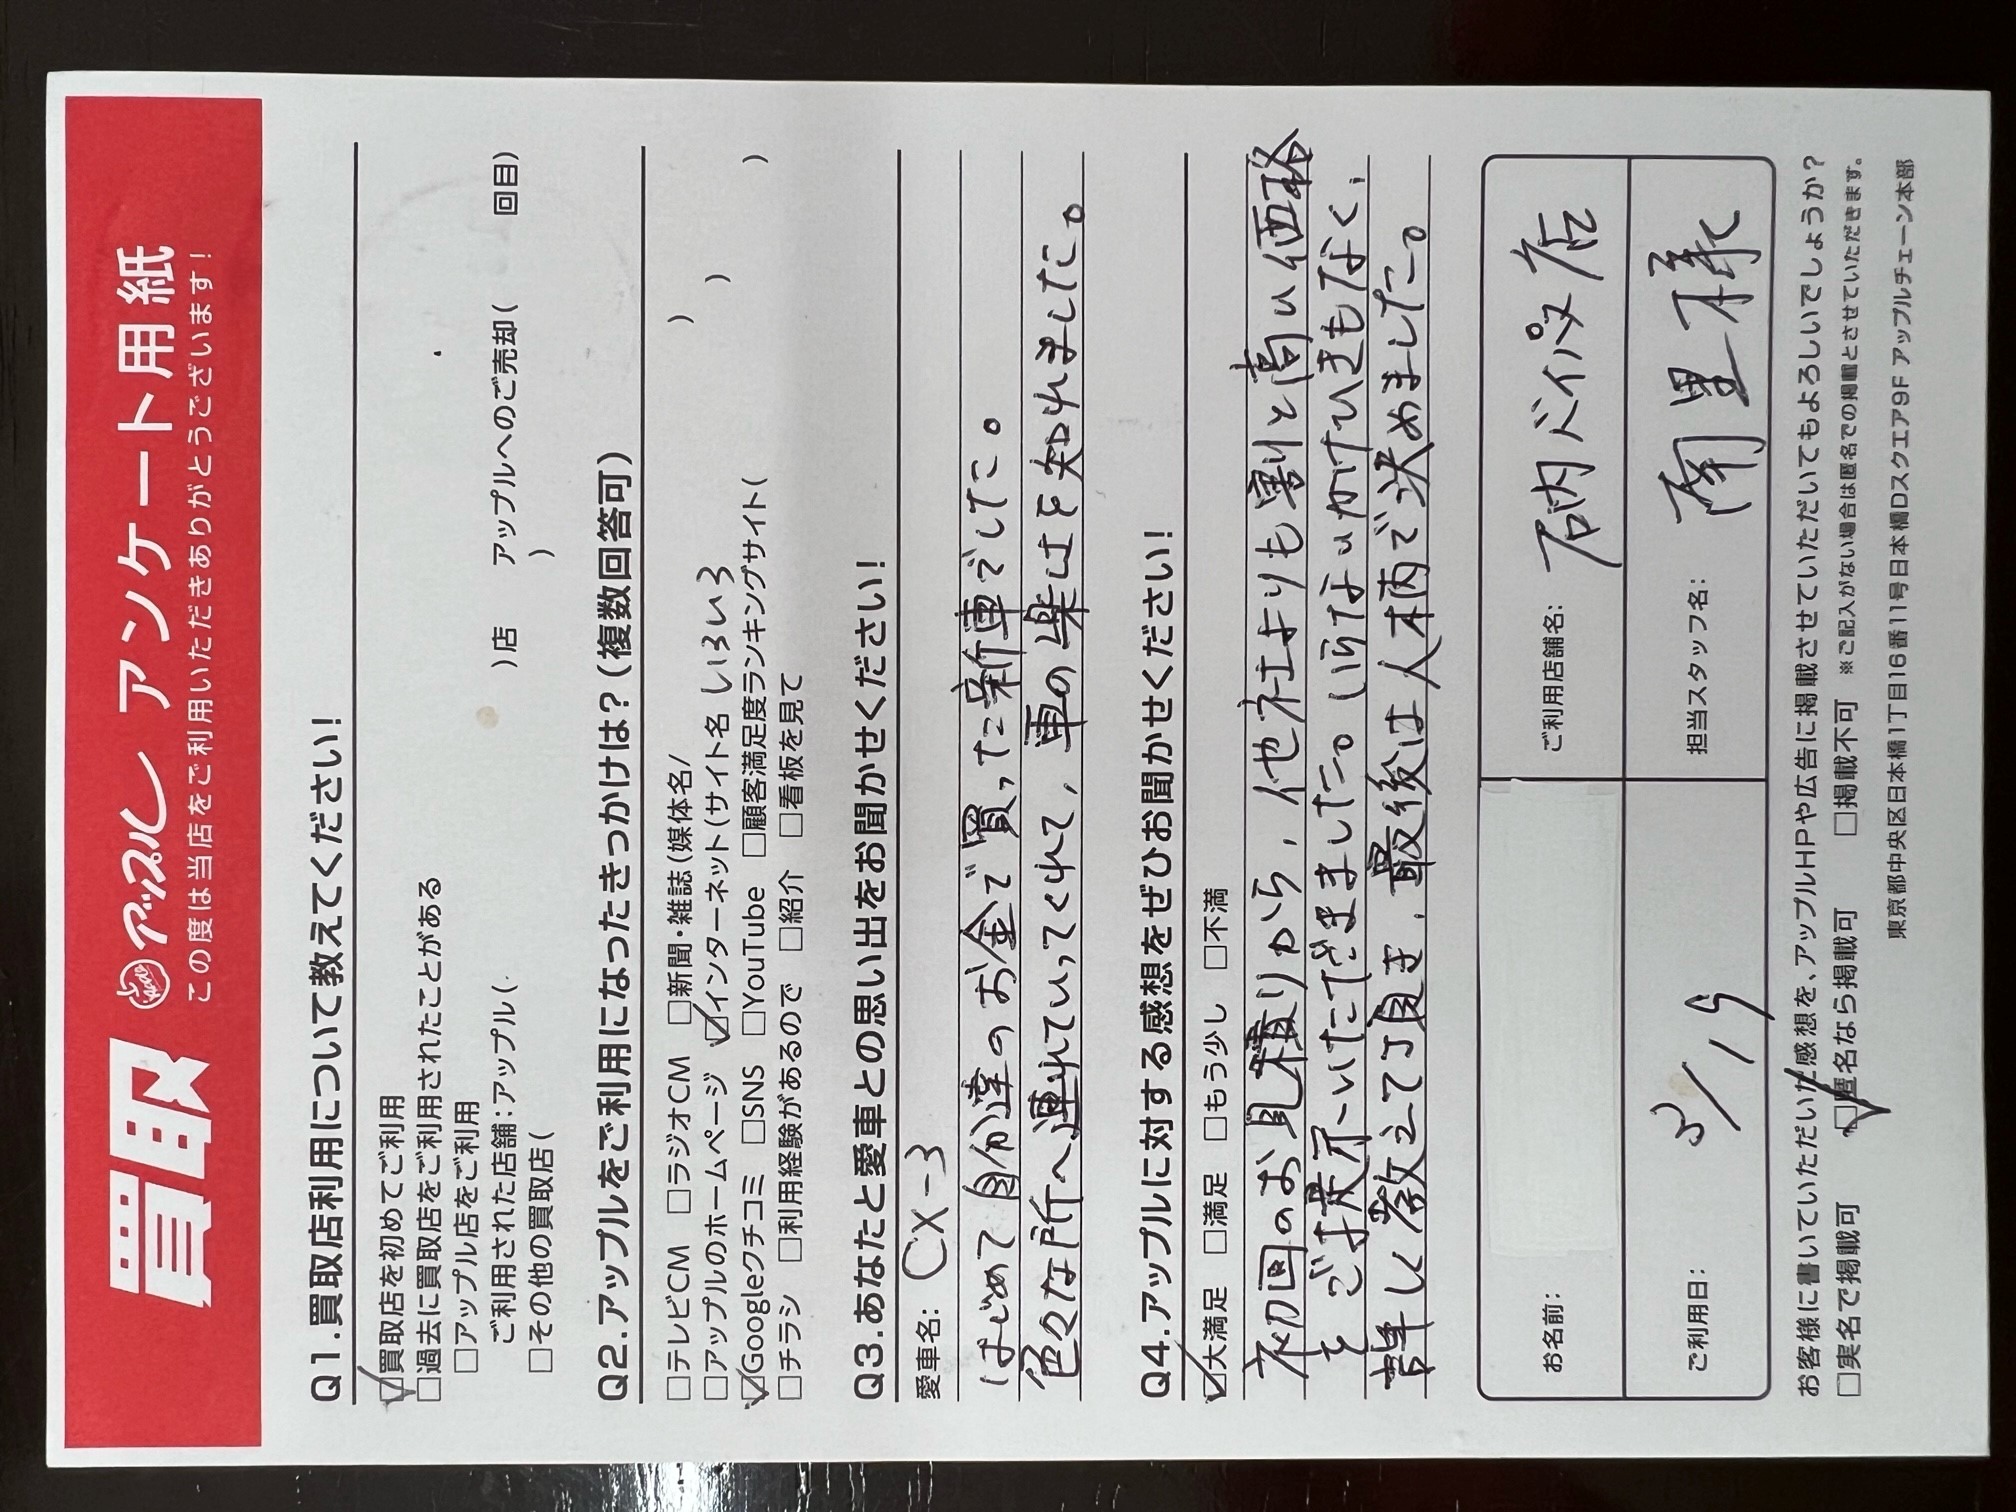 買取 アップル アンケート用紙
この度は当店をご利用いただきありがとうございます!
Q1.買取店利用について教えてください!
☑買取店を初めてご利用
□過去に買取店をご利用されたことがある
□アップル店をご利用
ご利用された店舗:アップル( )店 アップルへのご売却( 回目)
□その他の買取店( )
Q2.アップルをご利用になったきっかけは?(複数回答可)
□テレビCM □ラジオCM □新聞・雑誌(媒体名/ )
□アップルのホームページ ☑インターネット(サイト名 いろいろ )
☑Googleクチコミ □SNS □YouTube □顧客満足度ランキングサイト( )
□チラシ □利用経験があるので □紹介 □看板を見て
Q3.あなたと愛車との思い出をお聞かせください!
愛車名: CX-3
はじめて自分達のお金で買った新車でした。
色々な所へ連れていってくれて、車の楽しさを知れました。
Q4.アップルに対する感想をぜひお聞かせください!
☑大満足 □満足 □もう少し □不満
初回のお見積りから、他社よりも割と高い価格
をご提示いただきました。しらないかけひきもなく、
詳しく教えて頂き、最後は人柄で決めました。
お名前:
ご利用店舗名: 石内バイパス店
ご利用日: 5/19
担当スタッフ名: 南里
お客様に書いていただいた感想を、アップルHPや広告に掲載させていただいてもよろしいでしょうか?
□実名で掲載可 ☑匿名なら掲載可 □掲載不可 ※ご記入がない場合は匿名での掲載とさせていただきます。
東京都中央区日本橋1丁目16番11号日本橋Dスクエア9F アップルチェーン本部